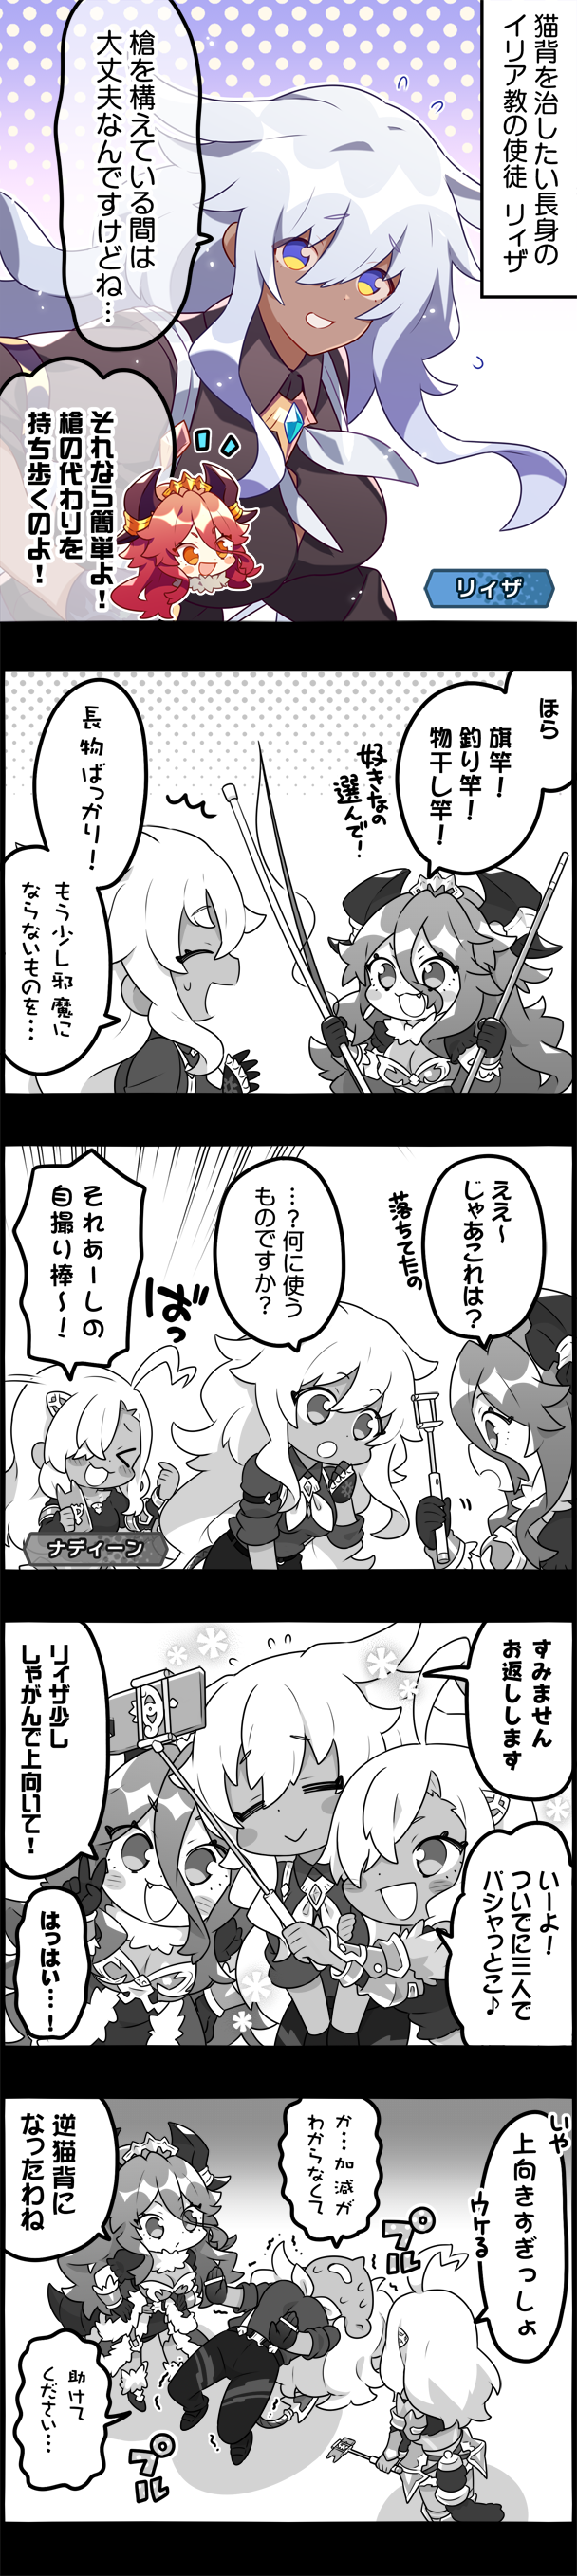 猫背を治したい長身の
イリア教の使徒 リィザ
槍を構えている間は
大丈夫なんですけどね…
それなら簡単よ！
槍の代わりを
持ち歩くのよ！
リィザ
ほら
旗竿！
釣り竿！
物干し竿！
好きなの
選んで！
長物ばっかり！
もう少し邪魔に
ならないものを…
ええ〜
じゃあこれは？
落ちてたの
…？何に使う
ものですか？
ばっ
それあーしの
自撮り棒〜！
ナディーン
すみません
お返しします
いーよ！
ついでに三人で
パシャっとこ♪
リィザ少し
しゃがんで上向いて！
はっはい…！
いや
上向きすぎっしょ
ウケる
か…加減が
わからなくて
プルプル
逆猫背に
なったわね
助けて
ください…
プルプル